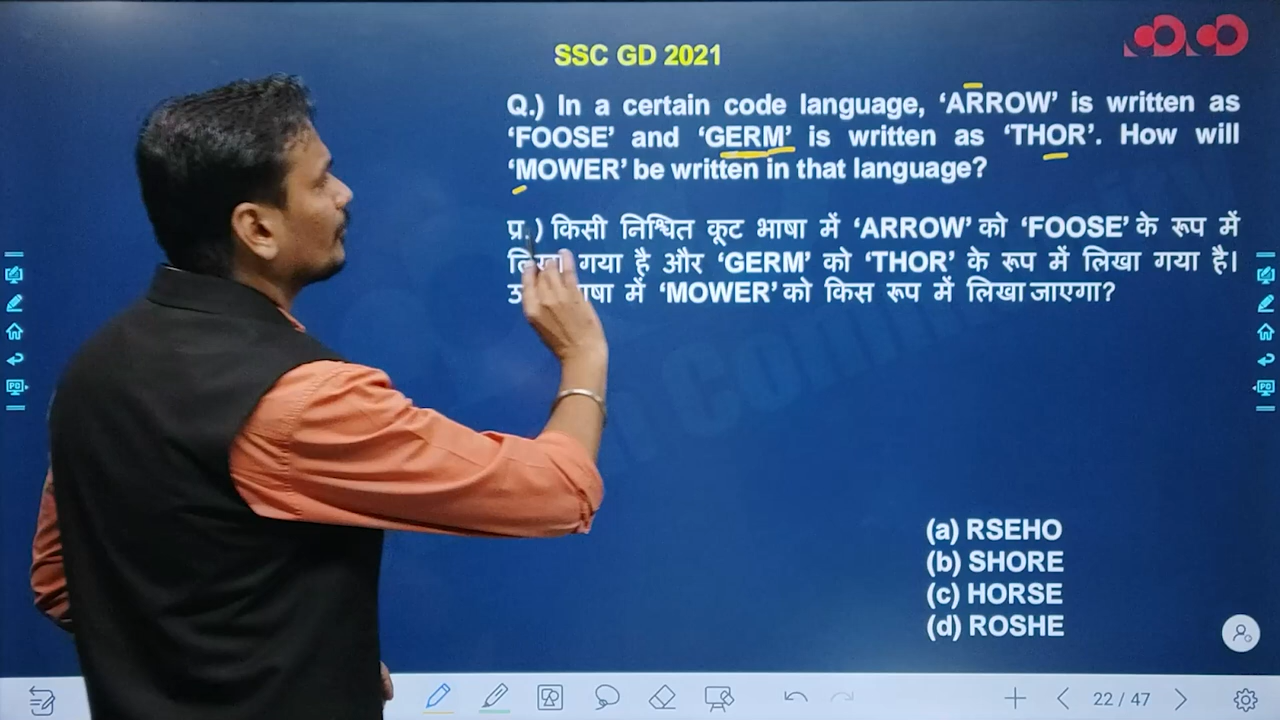 SSC GD 2021
Q.) In a certain code language, ‘ARROW’ is written as
‘FOOSE’ and ‘GERM’ is written as ‘THOR’. How will
‘MOWER’ be written in that language?
प्र.) किसी निश्चित कूट भाषा में ‘ARROW’ को ‘FOOSE’ के रूप में
गया है और ‘GERM’ को ‘THOR’ के रूप में लिखा गया है।
में ‘MOWER’ को किस रूप में लिखा जाएगा?
(a) RSEHO
(b) SHORE
(c) HORSE
(d) ROSHE
22 / 47